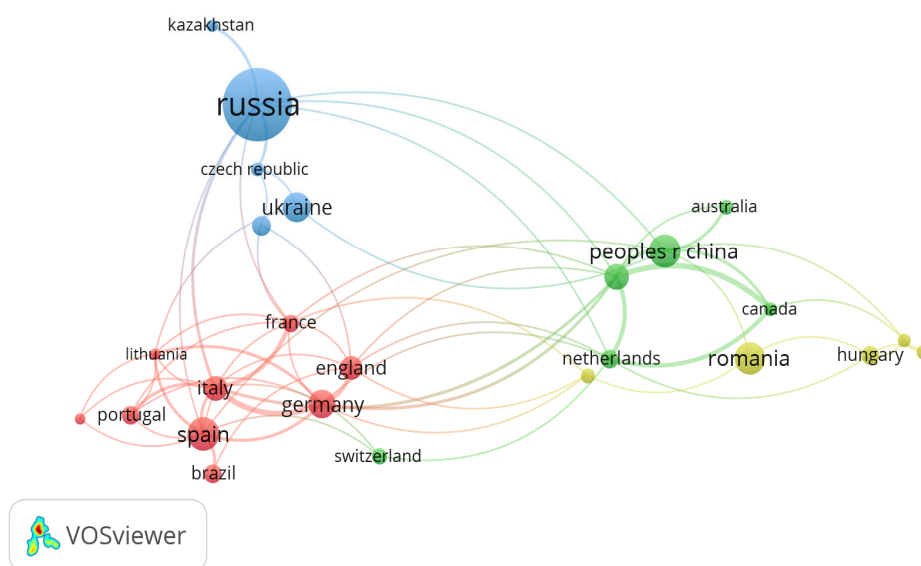 kazakhstan
russia
czech republic
ukraine
australia
peoples r china
canada
france
lithuania
england
netherlands
romania
hungary
italy
germany
portugal
spain
switzerland
brazil
VOSviewer